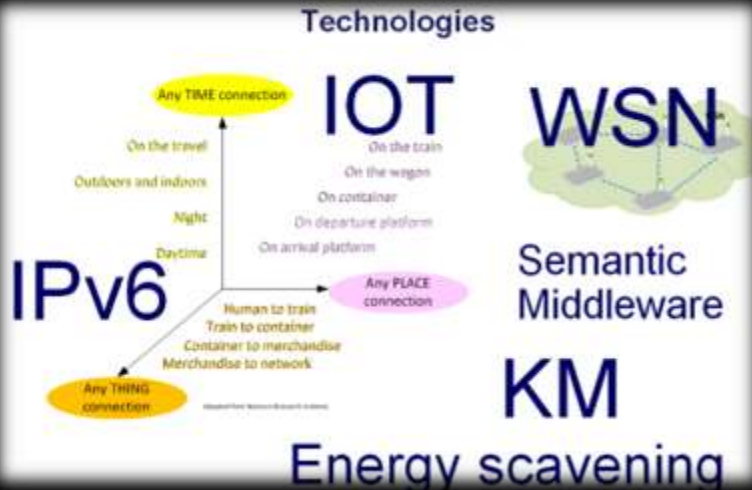 Technologies
IOT
WSN
Any TIME connection
On the travel
Outdoors and indoors
Night
Daytime
On the train
On the wagon
On container
On departure platform
On arrival platform
IPv6
Any PLACE
connection
Semantic
Middleware
Human to train
Train to container
Container to merchandise
Merchandise to network
Any THING
connection
KM
Energy scavening